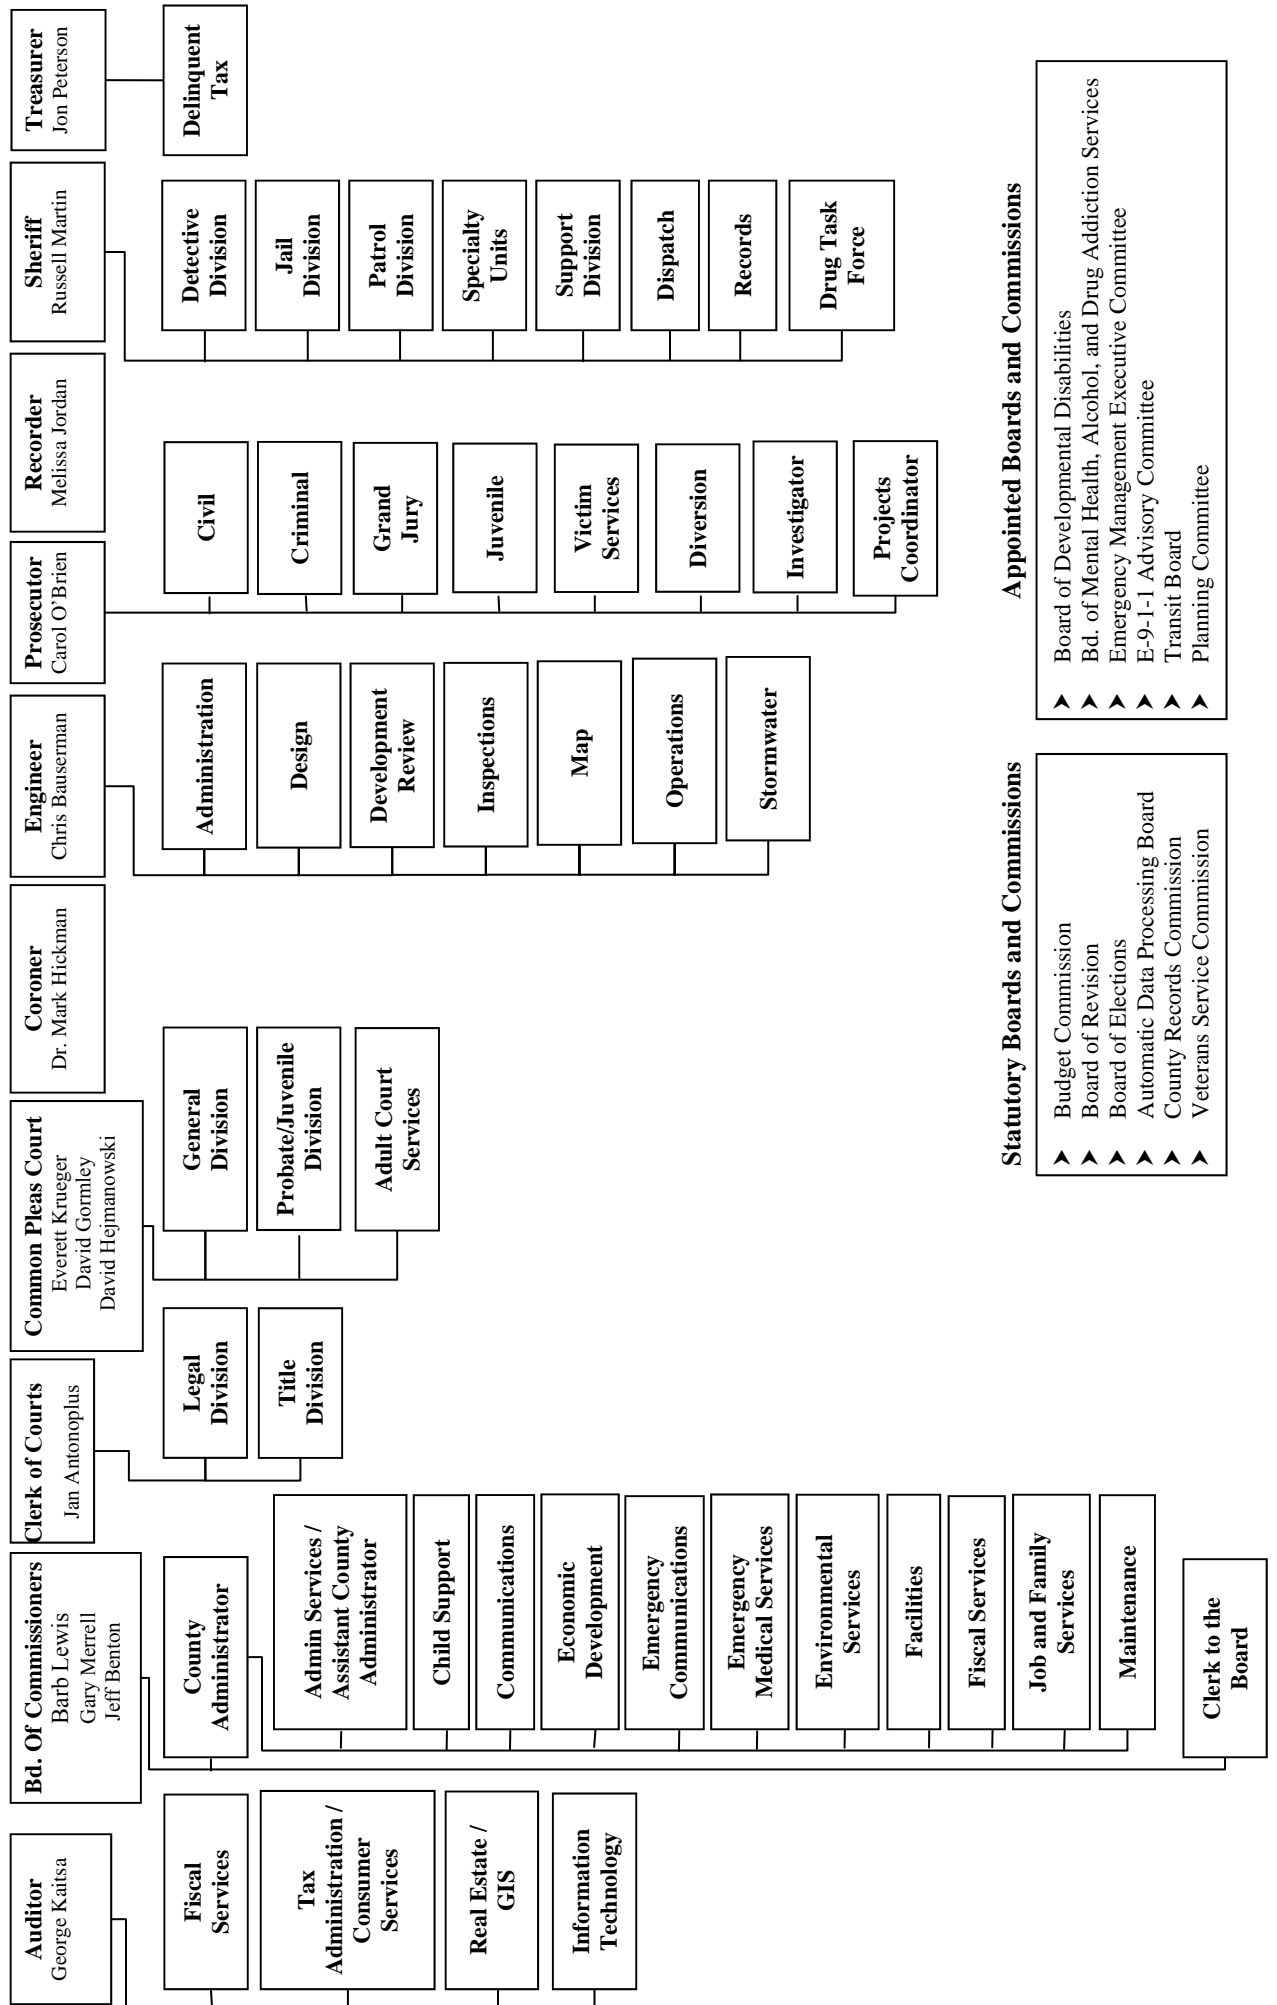 Auditor
George Kaitsa
Fiscal
Services
Tax
Administration /
Consumer
Services
Real Estate /
GIS
Information
Technology
Bd. Of Commissioners
Barb Lewis
Gary Merrell
Jeff Benton
County
Administrator
Admin Services /
Assistant County
Administrator
Child Support
Communications
Economic
Development
Emergency
Communications
Emergency
Medical Services
Environmental
Services
Facilities
Fiscal Services
Job and Family
Services
Maintenance
Clerk to the
Board
Clerk of Courts
Jan Antonoplus
Legal
Division
Title
Division
Common Pleas Court
Everett Krueger
David Gormley
David Hejmanowski
General
Division
Probate/Juvenile
Division
Adult Court
Services
Coroner
Dr. Mark Hickman
Engineer
Chris Bauserman
Administration
Design
Development
Review
Inspections
Map
Operations
Stormwater
Prosecutor
Carol O’Brien
Civil
Criminal
Grand
Jury
Juvenile
Victim
Services
Diversion
Investigator
Projects
Coordinator
Recorder
Melissa Jordan
Sheriff
Russell Martin
Detective
Division
Jail
Division
Patrol
Division
Specialty
Units
Support
Division
Dispatch
Records
Drug Task
Force
Treasurer
Jon Peterson
Delinquent
Tax
Statutory Boards and Commissions
➤ Budget Commission
➤ Board of Revision
➤ Board of Elections
➤ Automatic Data Processing Board
➤ County Records Commission
➤ Veterans Service Commission
Appointed Boards and Commissions
➤ Board of Developmental Disabilities
➤ Bd. of Mental Health, Alcohol, and Drug Addiction Services
➤ Emergency Management Executive Committee
➤ E-9-1-1 Advisory Committee
➤ Transit Board
➤ Planning Committee